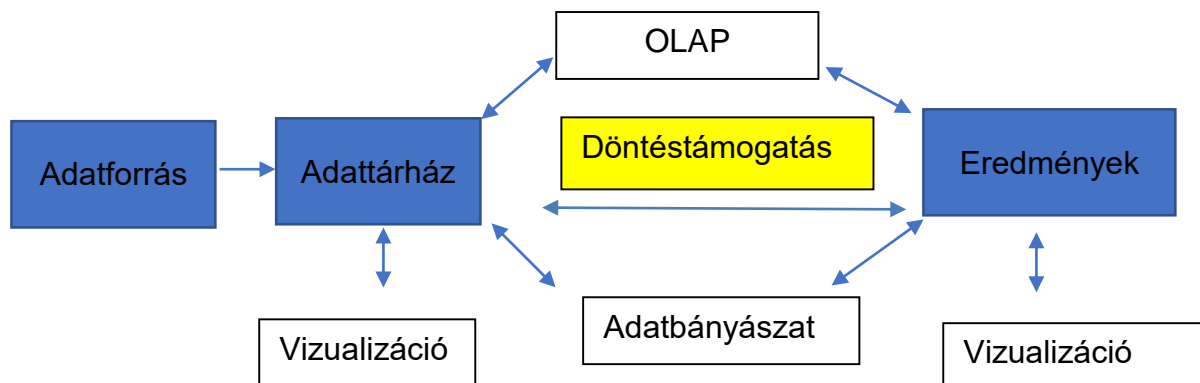 OLAP
Döntéstámogatás
Adatforrás
Adattárház
Eredmények
Adatbányászat
Vizualizáció
Vizualizáció